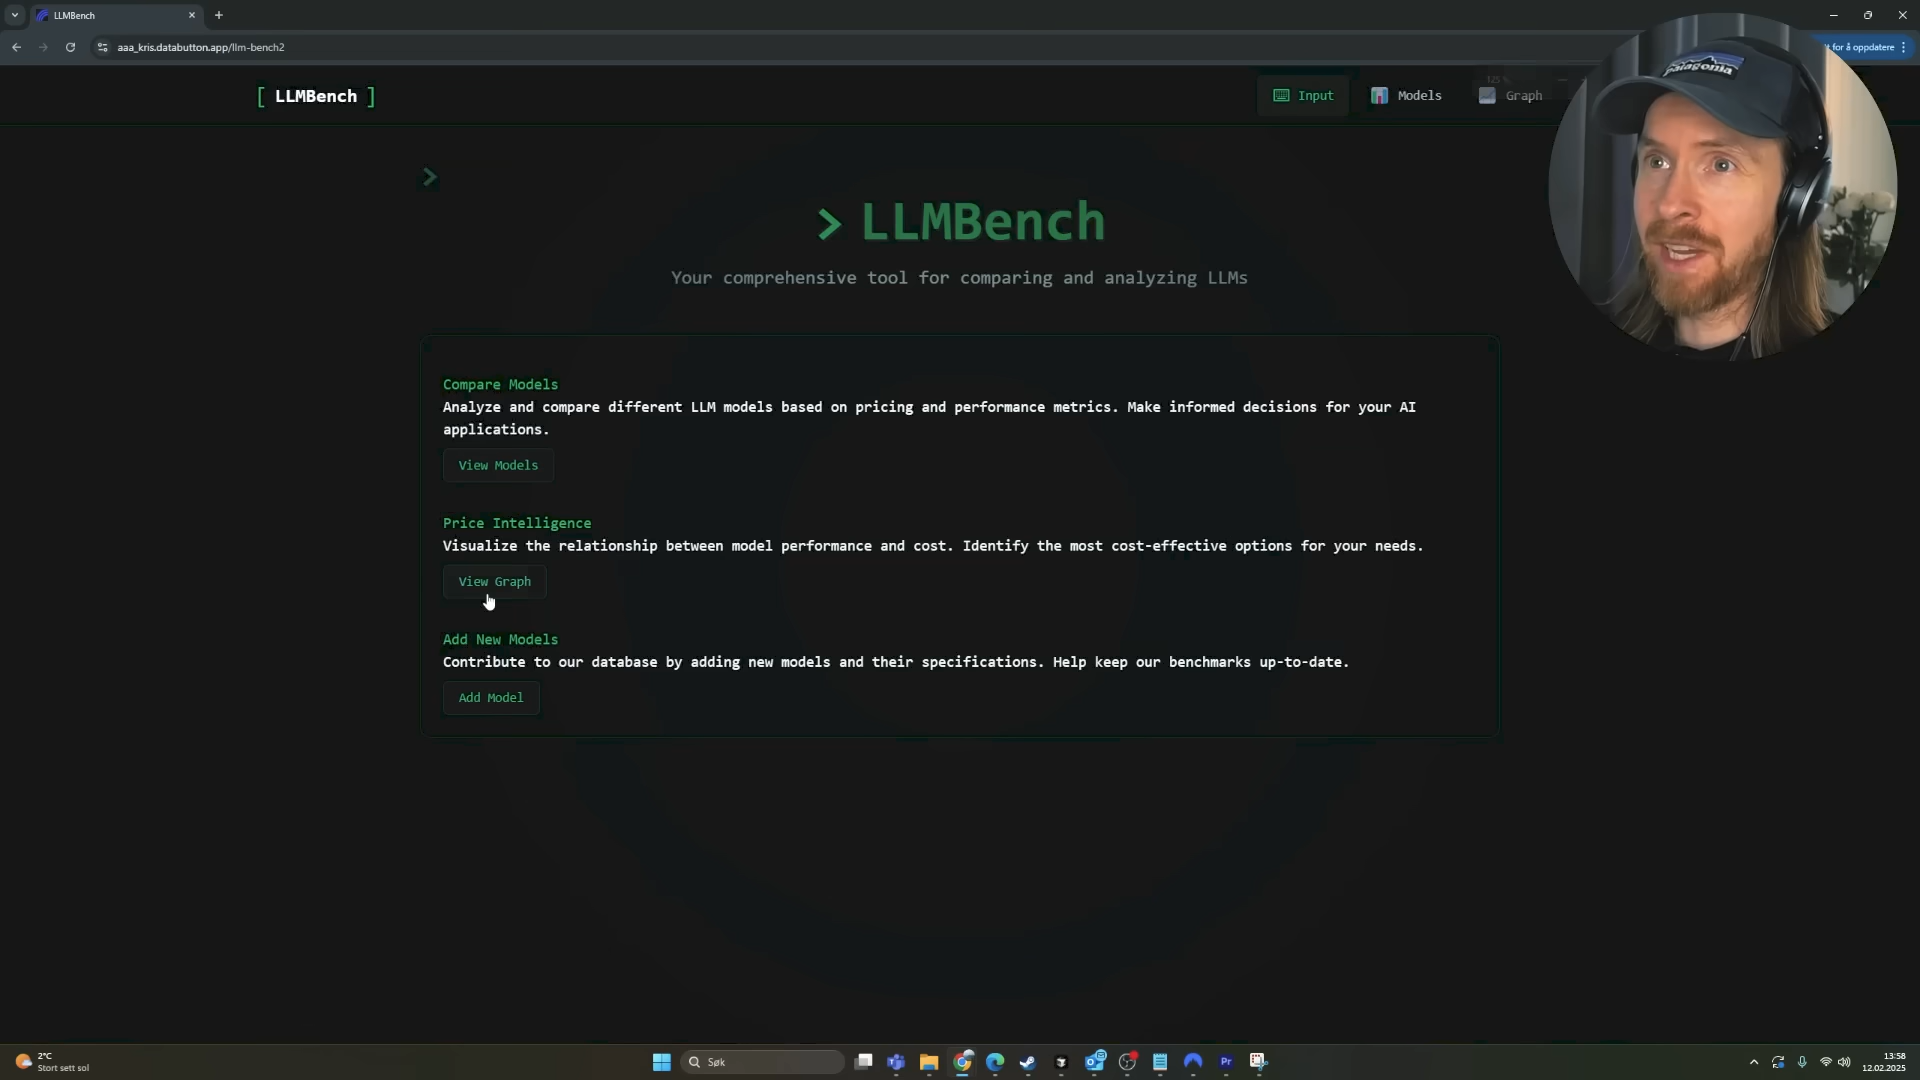 LLMBench
aaa_kris.databutton.app/llm-bench2
t for å oppdatere
[ LLMBench ]
Input
Models
Graph
125 %
patagonia
>
> LLMBench
Your comprehensive tool for comparing and analyzing LLMs
Compare Models
Analyze and compare different LLM models based on pricing and performance metrics. Make informed decisions for your AI
applications.
View Models
Price Intelligence
Visualize the relationship between model performance and cost. Identify the most cost-effective options for your needs.
View Graph
Add New Models
Contribute to our database by adding new models and their specifications. Help keep our benchmarks up-to-date.
Add Model
2°C
Stort sett sol
Søk
Pr
13:58
12.02.2025